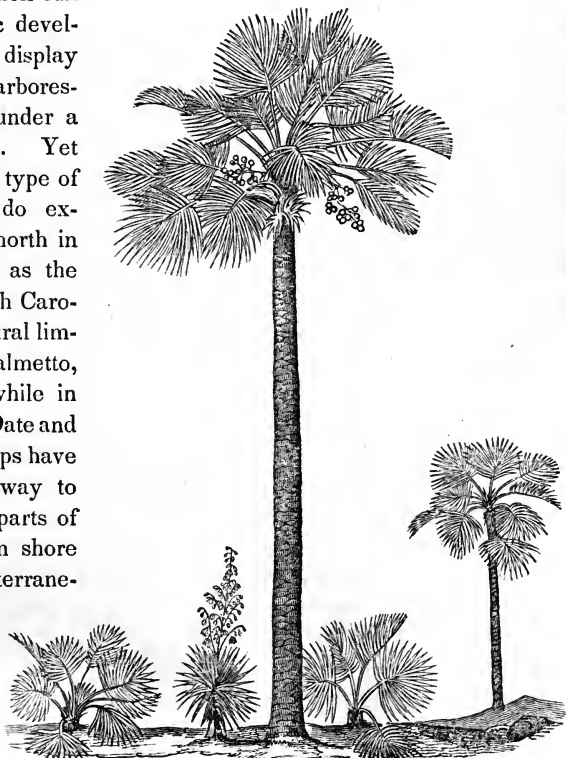 devel-
display
arbores-
under a
. Yet
type of
do ex-
north in
as the
h Caro-
ral lim-
almetto,
while in
Date and
ps have
way to
parts of
n shore
terrane-